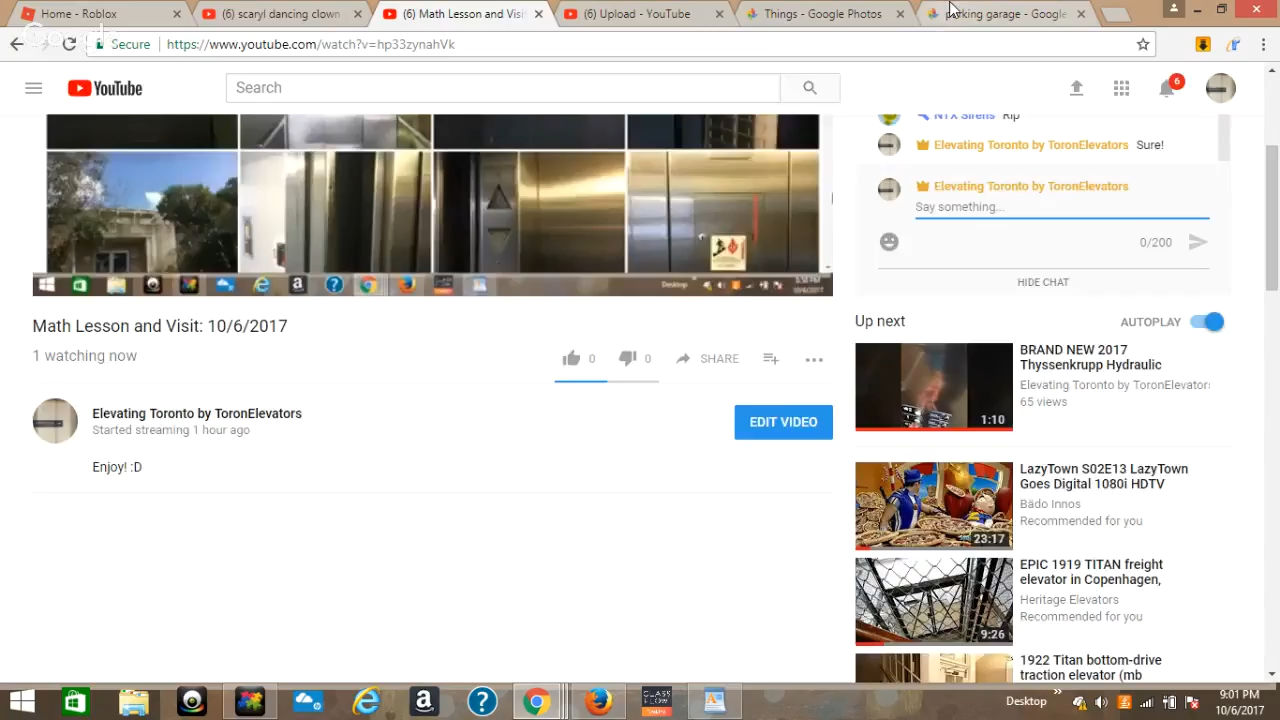 Home - Roblox
(6) scaryl dancing clown
(6) Math Lesson and Visit
(6) Upload - YouTube
Things - Google Photos
parking garage - Google
Secure
https://www.youtube.com/watch?v=hp33zynahVk
YouTube
Search
6
NTX Sirens Rip
Elevating Toronto by ToronElevators Sure!
Elevating Toronto by ToronElevators
Say something...
0/200
HIDE CHAT
Desktop
Math Lesson and Visit: 10/6/2017
1 watching now
0
0
SHARE
Elevating Toronto by ToronElevators
Started streaming 1 hour ago
EDIT VIDEO
Enjoy! :D
Up next
AUTOPLAY
BRAND NEW 2017
Thyssenkrupp Hydraulic
Elevating Toronto by ToronElevator
65 views
1:10
LazyTown S02E13 LazyTown
Goes Digital 1080i HDTV
Bädo Innos
Recommended for you
23:17
EPIC 1919 TITAN freight
elevator in Copenhagen,
Heritage Elevators
Recommended for you
9:26
1922 Titan bottom-drive
traction elevator (mb
Desktop
9:01 PM
10/6/2017